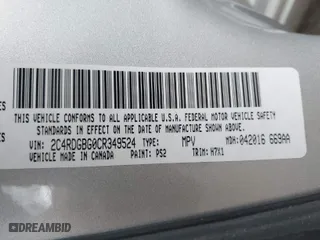 THIS VEHICLE CONFORMS TO ALL APPLICABLE U.S.A. FEDERAL MOTOR VEHICLE SAFETY
STANDARDS IN EFFECT ON THE DATE OF MANUFACTURE SHOWN ABOVE.
VIN: 2C4RDGBG0CR349524 TYPE: MPV MDH:042016 669AA
VEHICLE MADE IN CANADA PAINT: PS2 TRIM: H7X1
DREAMBID